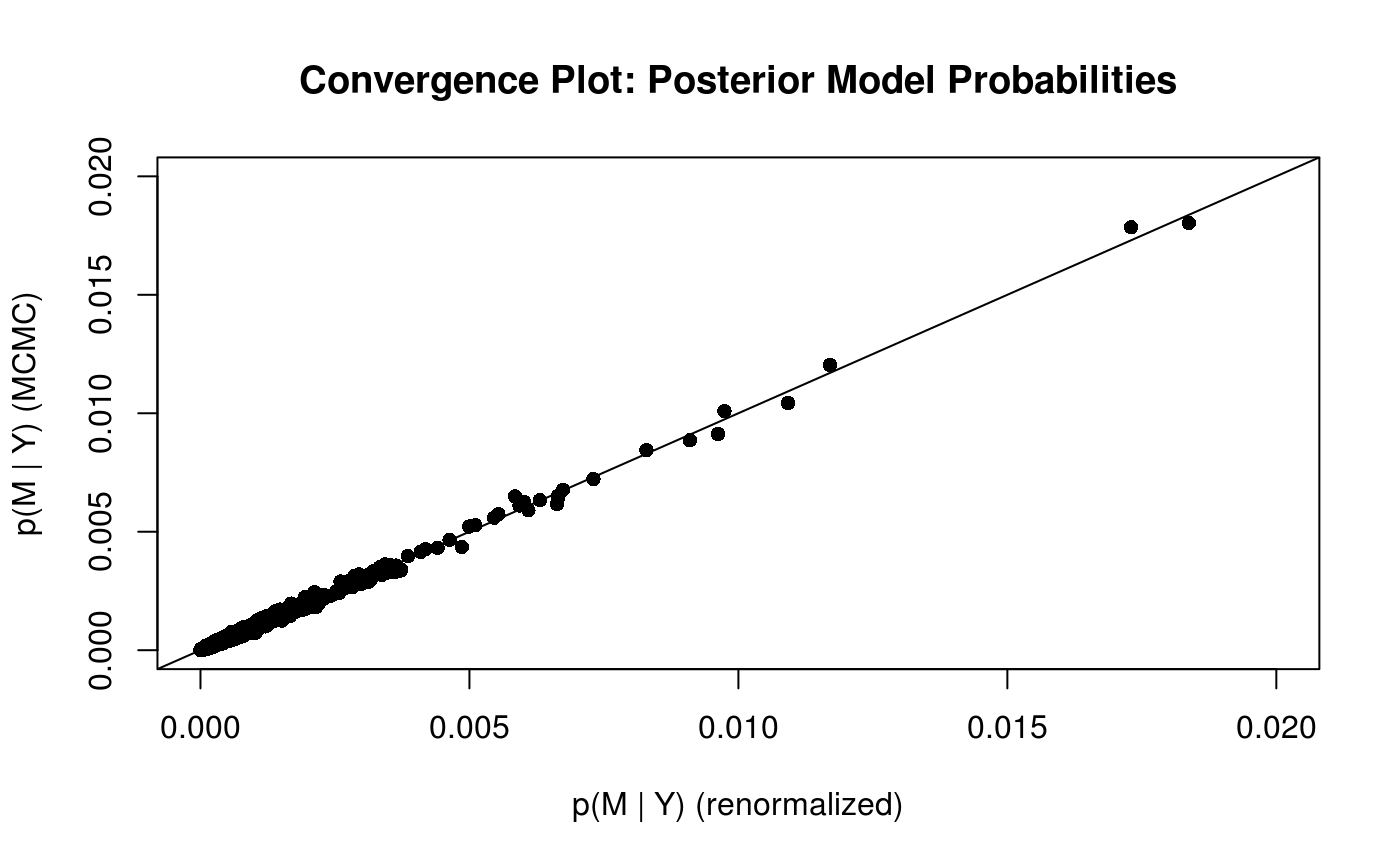 Convergence Plot: Posterior Model Probabilities
p(M | Y) (MCMC)
0.020
0.015
0.010
0.005
0.000
0.000 0.005 0.010 0.015 0.020
p(M | Y) (renormalized)